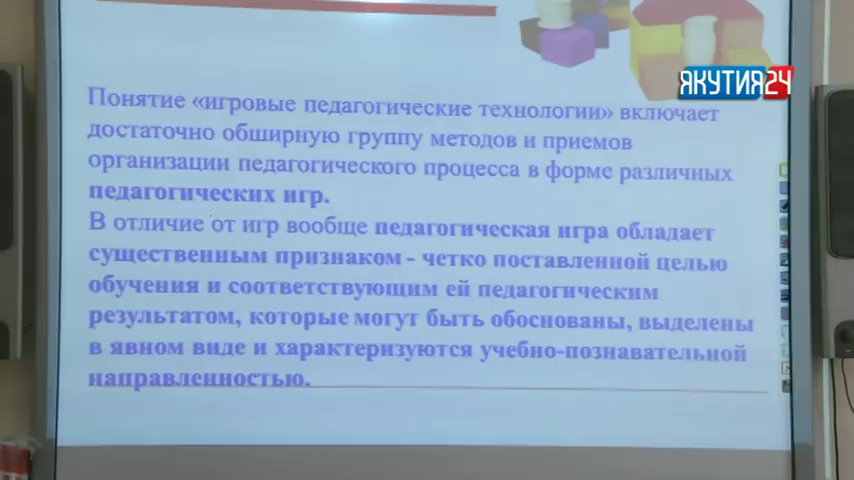 ЯКУТИЯ24
Понятие «игровые педагогические технологии» включает
достаточно обширную группу методов и приемов
организации педагогического процесса в форме различных
педагогических игр.
В отличие от игр вообще педагогическая игра обладает
существенным признаком - четко поставленной целью
обучения и соответствующим ей педагогическим
результатом, которые могут быть обоснованы, выделены
в явном виде и характеризуются учебно-познавательной
направленностью.